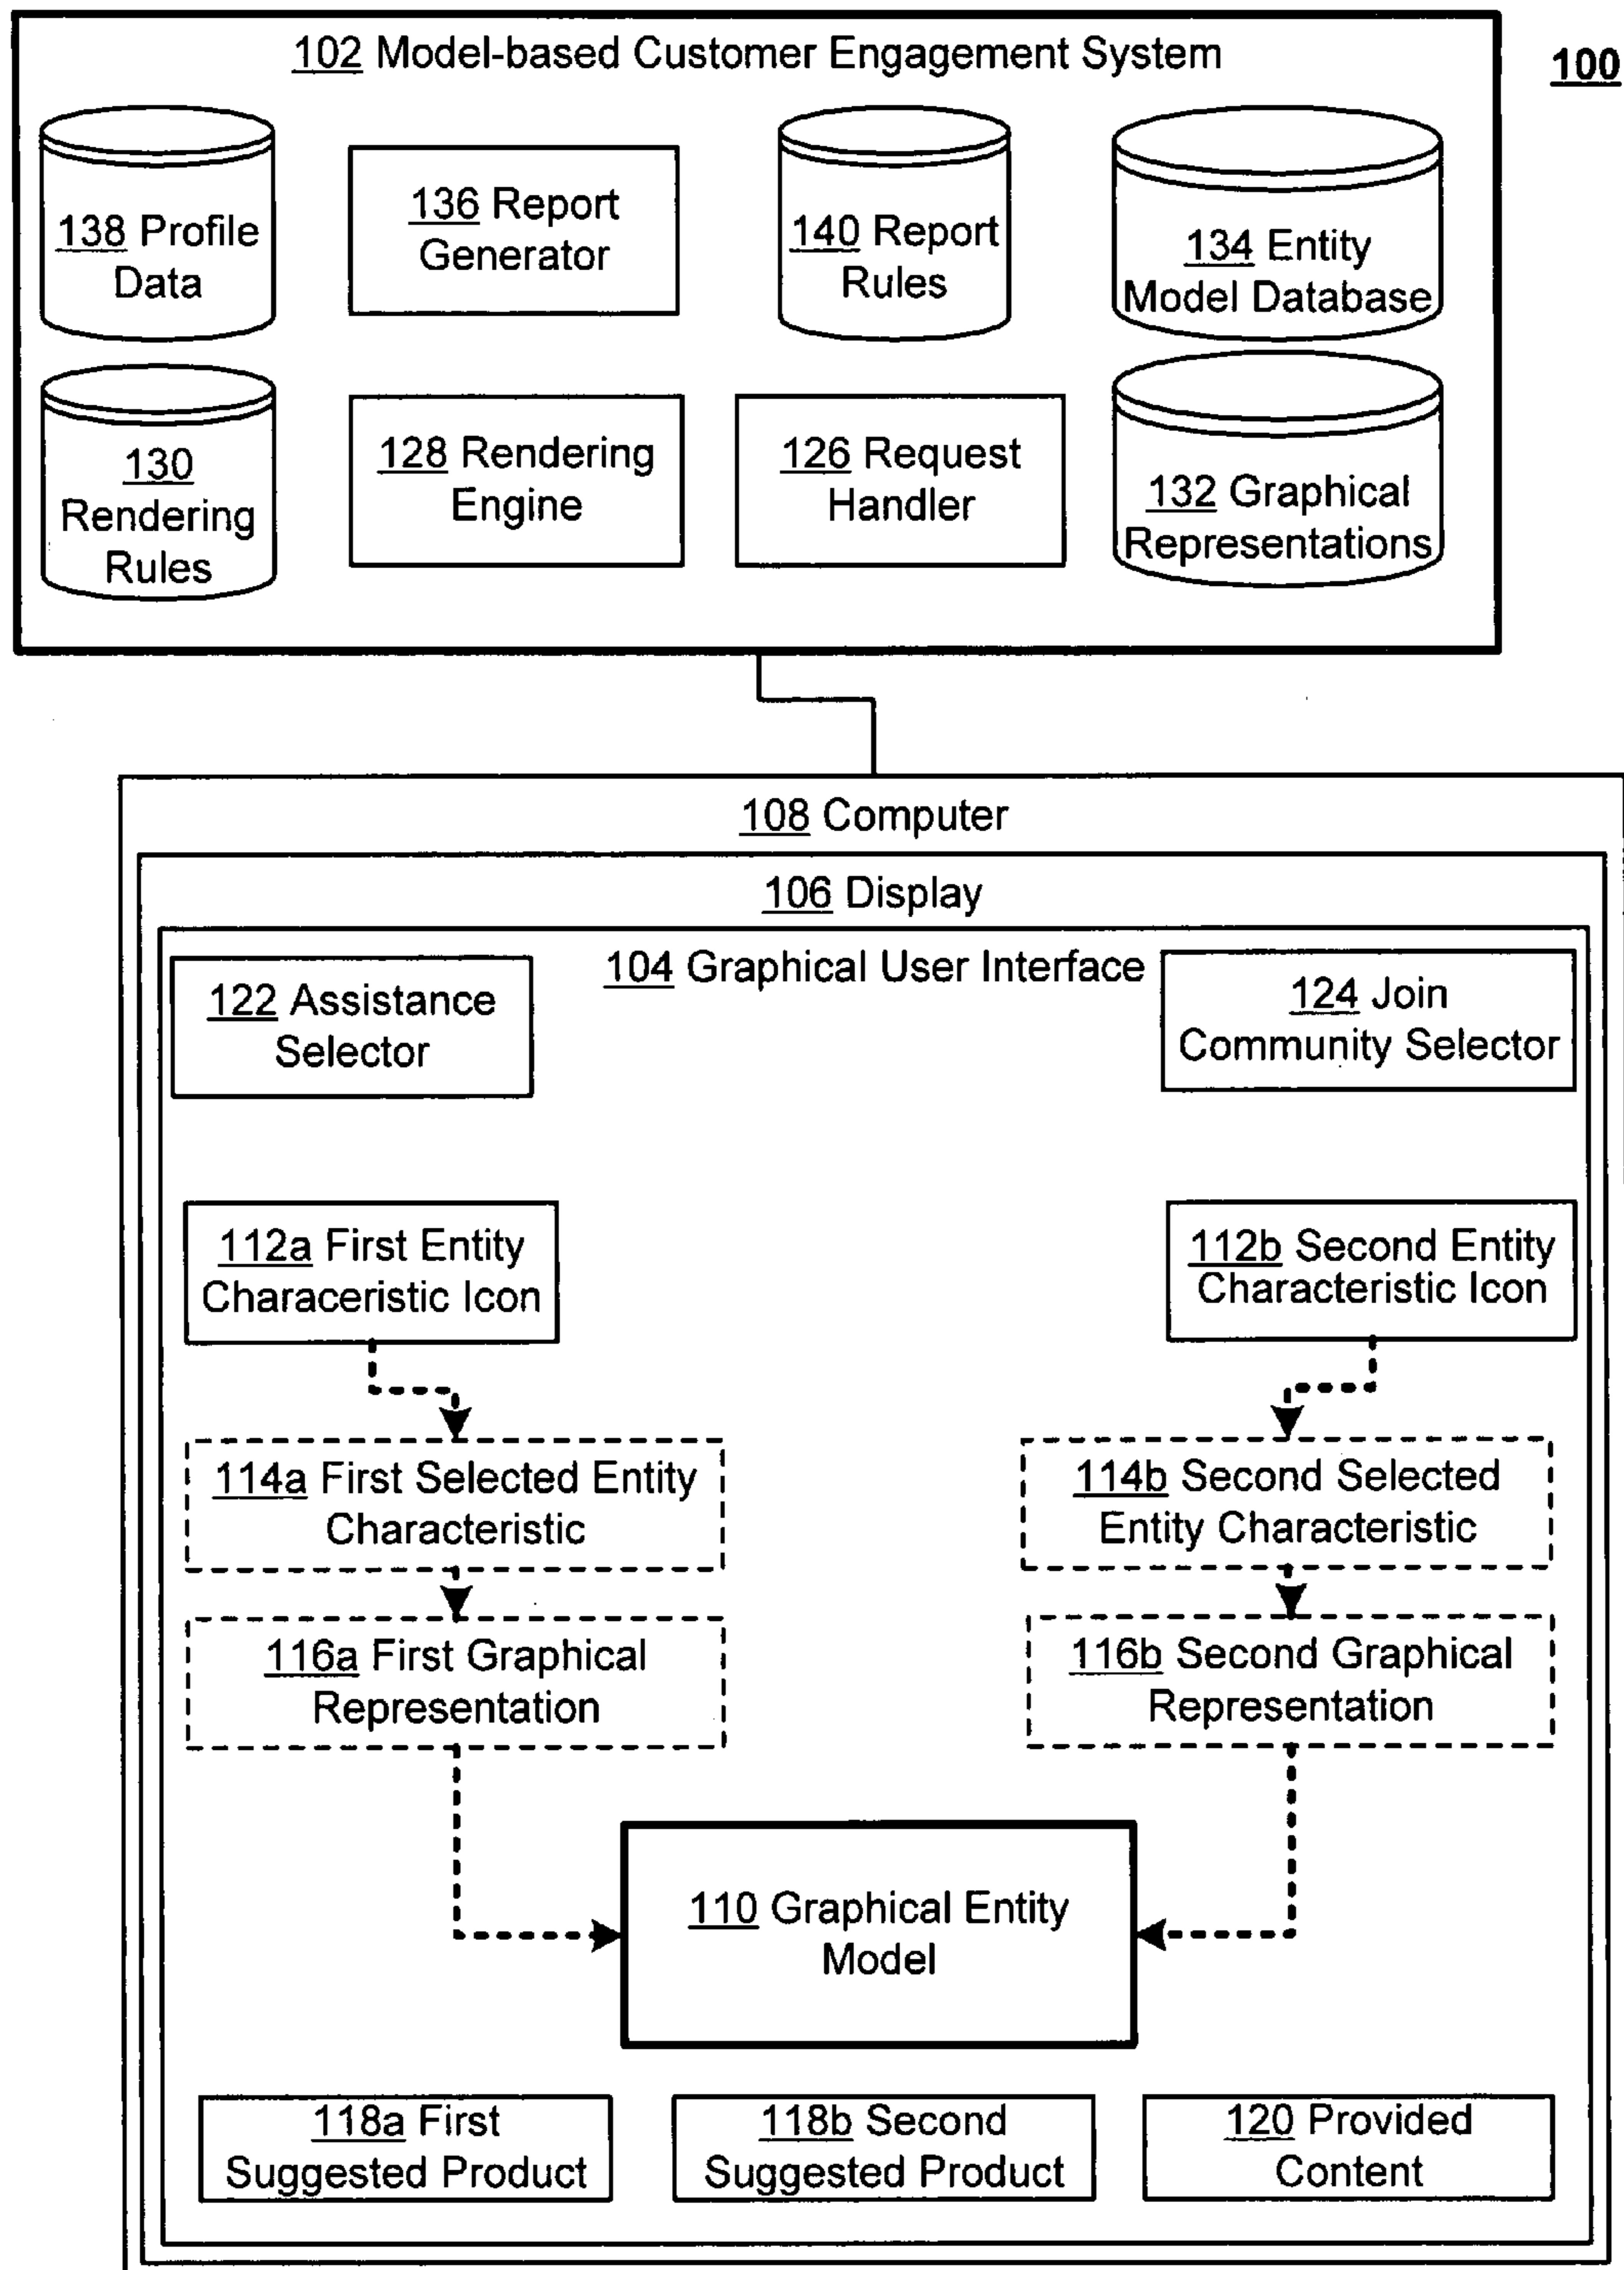 102 Model-based Customer Engagement System
100
138 Profile
Data
136 Report
Generator
140 Report
Rules
134 Entity
Model Database
130
Rendering
Rules
128 Rendering
Engine
126 Request
Handler
132 Graphical
Representations
108 Computer
106 Display
104 Graphical User Interface
122 Assistance
Selector
124 Join
Community Selector
112a First Entity
Characeristic Icon
112b Second Entity
Characteristic Icon
114a First Selected Entity
Characteristic
114b Second Selected
Entity Characteristic
116a First Graphical
Representation
116b Second Graphical
Representation
110 Graphical Entity
Model
118a First
Suggested Product
118b Second
Suggested Product
120 Provided
Content